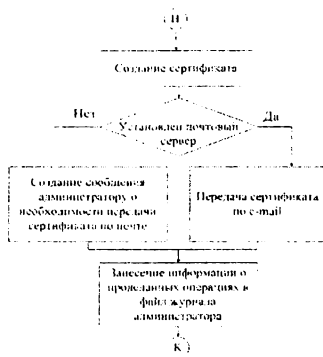 Н
Создание сертификата
Нет
Да
Установлен почтовый
сервер
Создание сообщения
администратору о
необходимости передача
сертификата по почте
Передача сертификата
по e-mail
Занесение информации о
проделанных операциях в
файл журнала
администратора
К